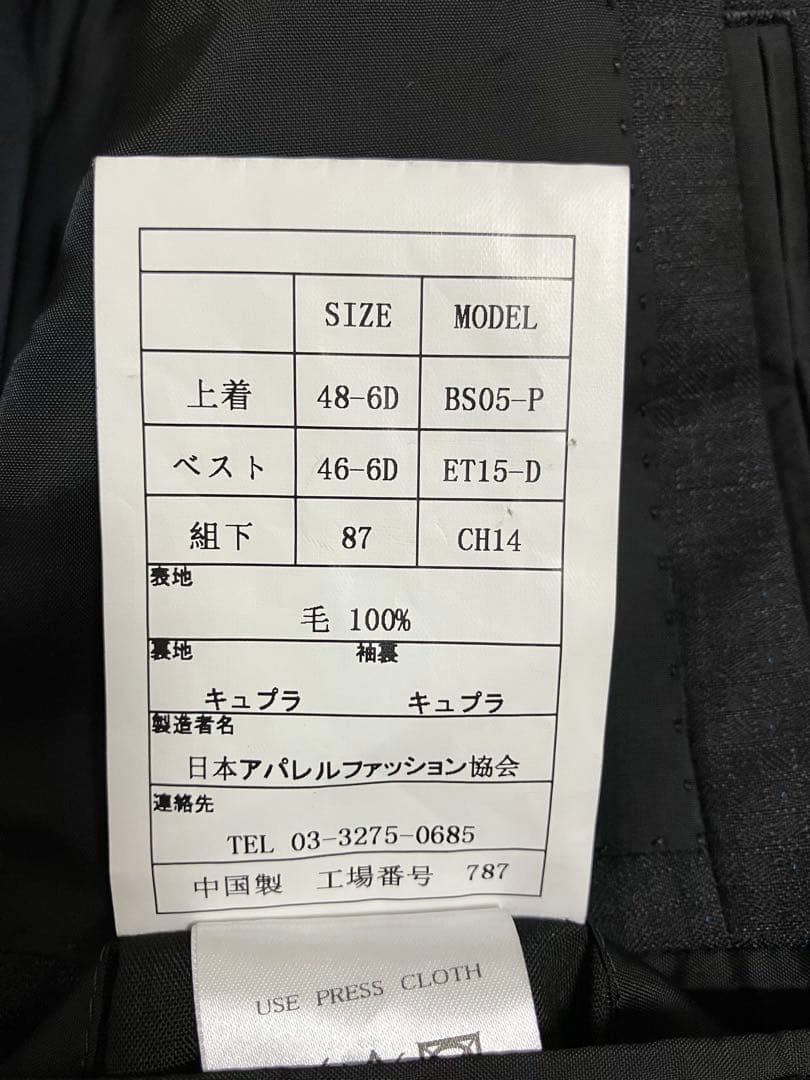 SIZE MODEL
上着 48-6D BS05-P
ベスト 46-6D ET15-D
組下 87 CH14
表地
毛 100%
裏地 袖裏
キュプラ キュプラ
製造者名
日本アパレルファッション協会
連絡先
TEL 03-3275-0685
中国製 工場番号 787
USE PRESS CLOTH